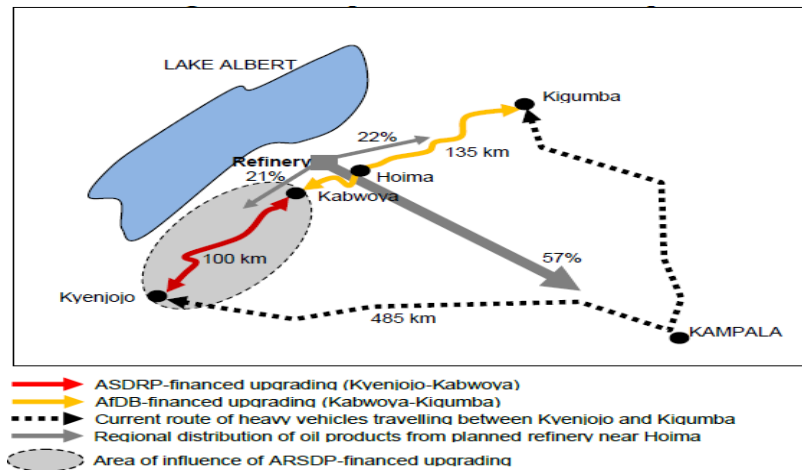 LAKE ALBERT
Kigumba
22%
135 km
Refinery
Hoima
21%
Kabwoya
100 km
57%
Kyenjojo
485 km
KAMPALA
ASDRP-financed upgrading (Kyenjojo-Kabwoya)
AfDB-financed upgrading (Kabwoya-Kigumba)
Current route of heavy vehicles travelling between Kyenjojo and Kigumba
Regional distribution of oil products from planned refinery near Hoima
Area of influence of ARSDP-financed upgrading